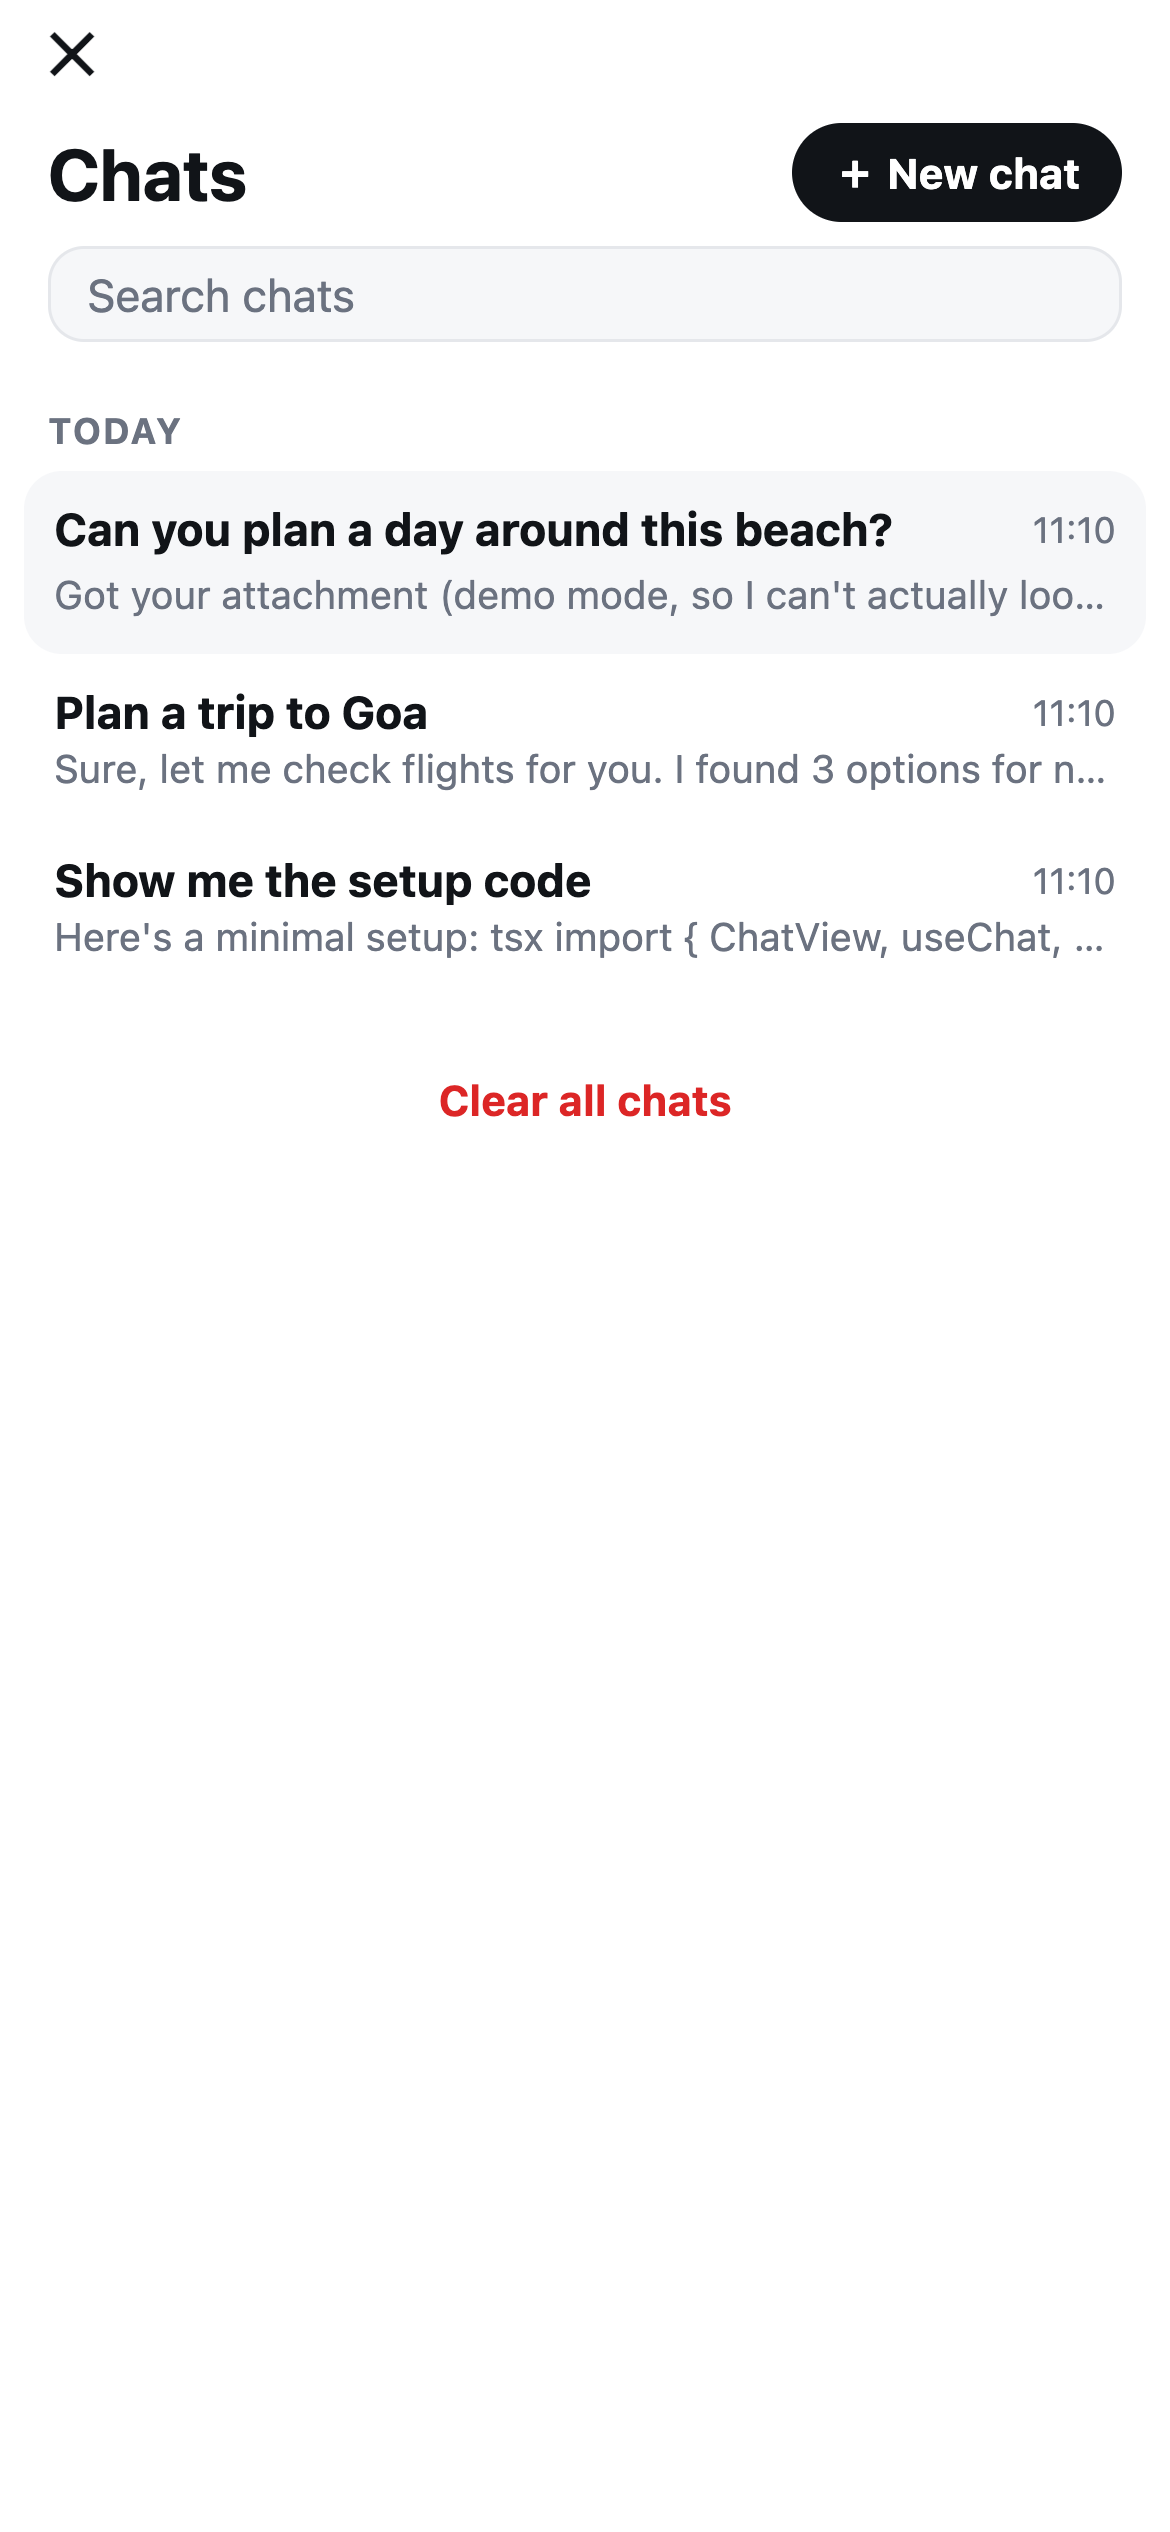 Chats
+ New chat
Search chats
TODAY
Can you plan a day around this beach?
11:10
Got your attachment (demo mode, so I can't actually loo...
Plan a trip to Goa
11:10
Sure, let me check flights for you. I found 3 options for n...
Show me the setup code
11:10
Here's a minimal setup: tsx import { ChatView, useChat, ...
Clear all chats